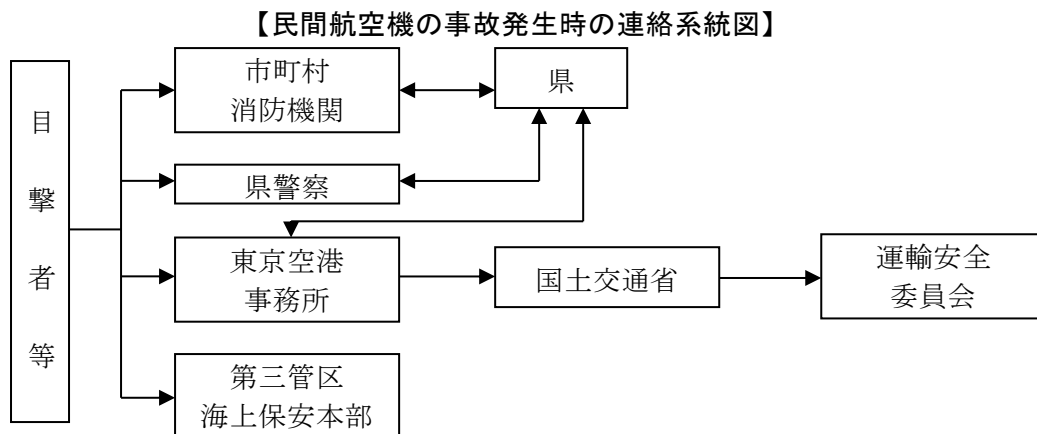 【民間航空機の事故発生時の連絡系統図】
目撃者等
市町村
消防機関
県
県警察
東京空港
事務所
国土交通省
運輸安全
委員会
第三管区
海上保安本部